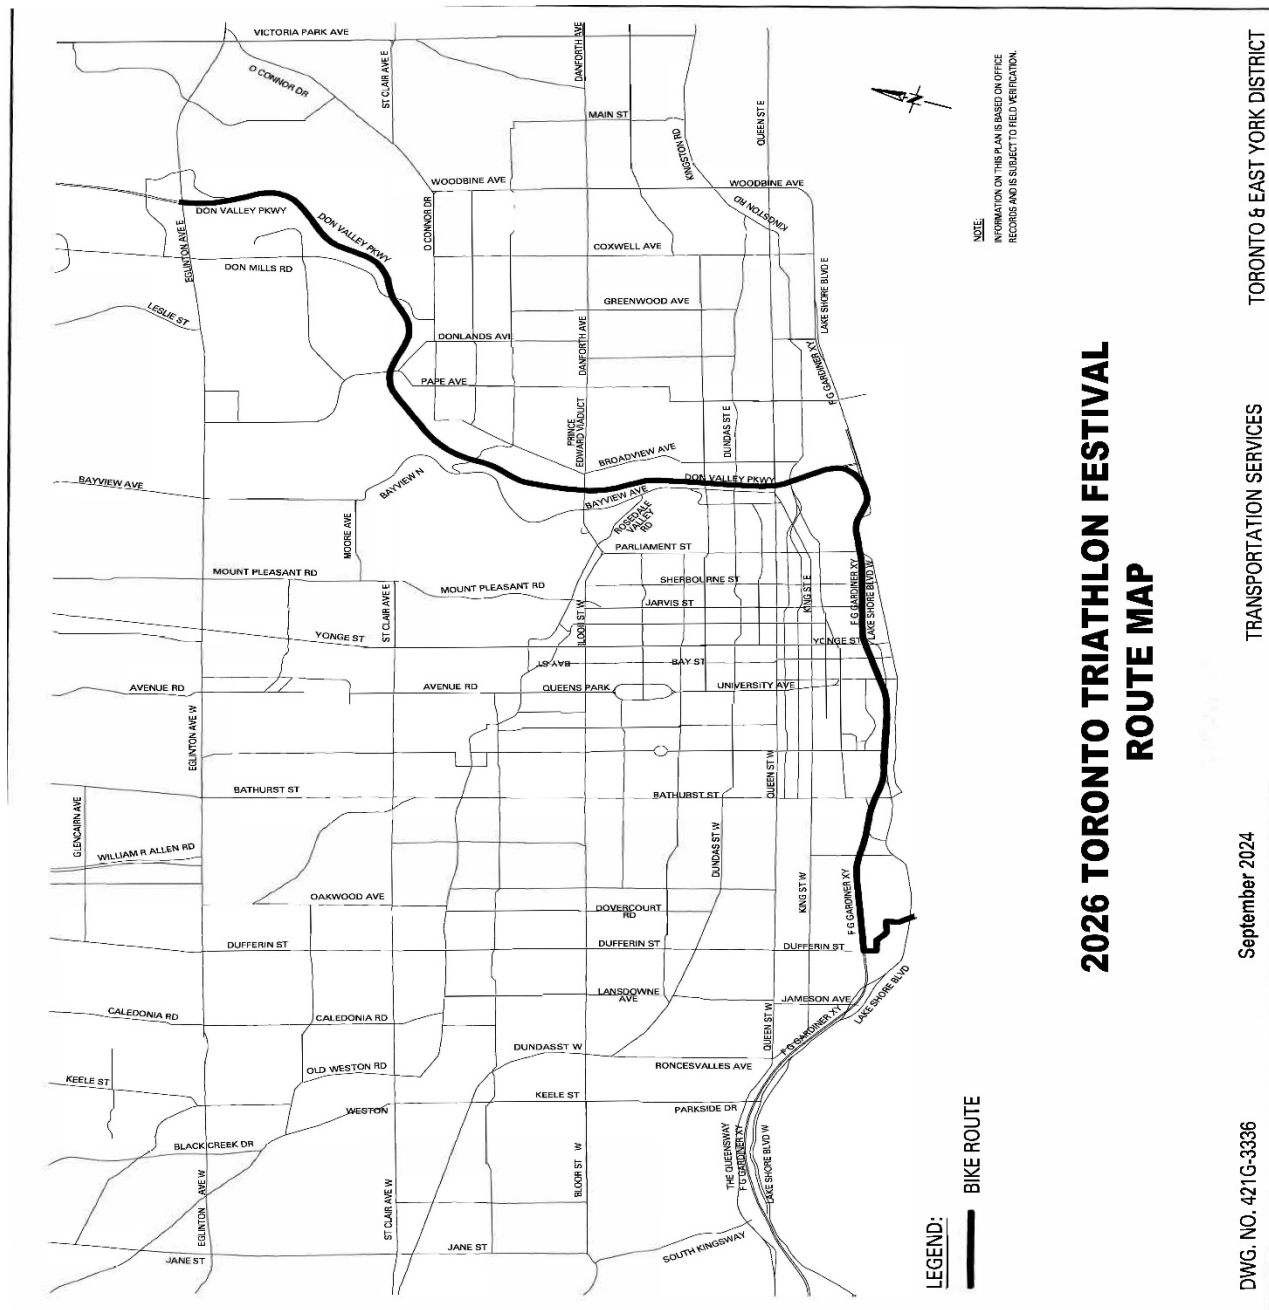 VICTORIA PARK AVE
O CONNOR DR
ST CLAIR AVE E
DANFORTH AVE
MAIN ST
KINGSTON RD
QUEEN ST E
WOODBINE AVE
WOODBINE AVE
KINGSTON RD
DON VALLEY PKWY
DON VALLEY PKWY
O CONNOR DR
EGLINTON AVE E
COXWELL AVE
DON MILLS RD
LAKE SHORE BLVD E
LESLIE ST
GREENWOOD AVE
DONLANDS AVE
DANFORTH AVE
F G GARDINER XY
PAPE AVE
PRINCE
EDWARD VIADUCT
DUNDAS ST E
BROADVIEW AVE
BAYVIEW AVE
BAYVIEW N
DON VALLEY PKWY
BAYVIEW AVE
ROSEDALE
VALLEY
RD
MOORE AVE
PARLIAMENT ST
MOUNT PLEASANT RD
MOUNT PLEASANT RD
SHERBOURNE ST
KING ST E
F G GARDINER XY
LAKE SHORE BLVD W
ST CLAIR AVE E
BLOOR ST W
JARVIS ST
YONGE ST
YONGE ST
BAY ST
BAY ST
AVENUE RD
AVENUE RD
QUEENS PARK
UNIVERSITY AVE
EGLINTON AVE W
QUEEN ST W
BATHURST ST
BATHURST ST
GLENCAIRN AVE
WILLIAM R ALLEN RD
DUNDAS ST W
KING ST W
F G GARDINER XY
OAKWOOD AVE
DOVERCOURT
RD
DUFFERIN ST
DUFFERIN ST
DUFFERIN ST
LANSDOWNE
AVE
JAMESON AVE
LAKE SHORE BLVD
CALEDONIA RD
CALEDONIA RD
QUEEN ST W
F G GARDINER XY
DUNDAS ST W
OLD WESTON RD
RONCESVALLES AVE
KEELE ST
KEELE ST
WESTON
PARKSIDE DR
BLACK CREEK DR
THE QUEENSWAY
F G GARDINER XY
LAKE SHORE BLVD W
EGLINTON AVE W
ST CLAIR AVE W
BLOOR ST W
JANE ST
JANE ST
SOUTH KINGSWAY
N
NOTE:
INFORMATION ON THIS PLAN IS BASED ON OFFICE
RECORDS AND IS SUBJECT TO FIELD VERIFICATION.
LEGEND:
BIKE ROUTE
2026 TORONTO TRIATHLON FESTIVAL
ROUTE MAP
DWG. NO. 421G-3336
September 2024
TRANSPORTATION SERVICES
TORONTO & EAST YORK DISTRICT